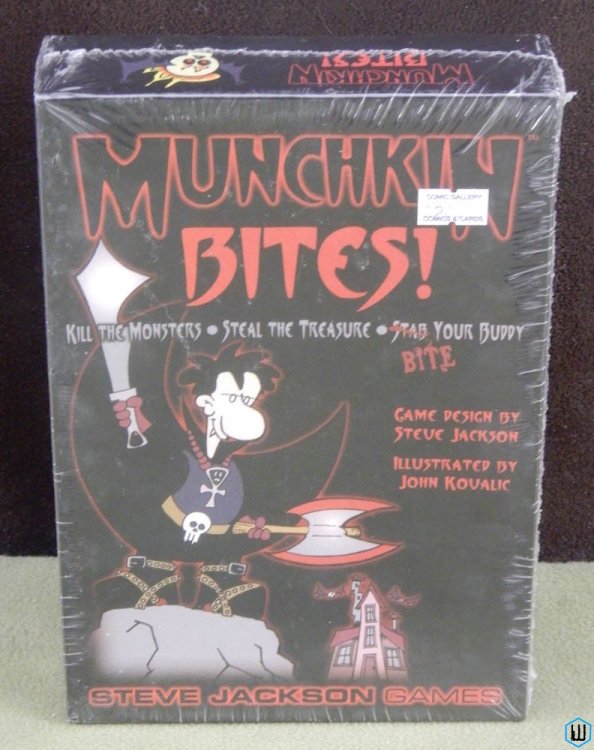 MUNCHKIN
BITES!
MUNCHKIN
BITES!
COMIC GALLERY
COMICS & CARDS
KILL THE MONSTERS • STEAL THE TREASURE • STAB YOUR BUDDY
BITE
GAME DESIGN BY
STEVE JACKSON
ILLUSTRATED BY
JOHN KOVALIC
STEVE JACKSON GAMES